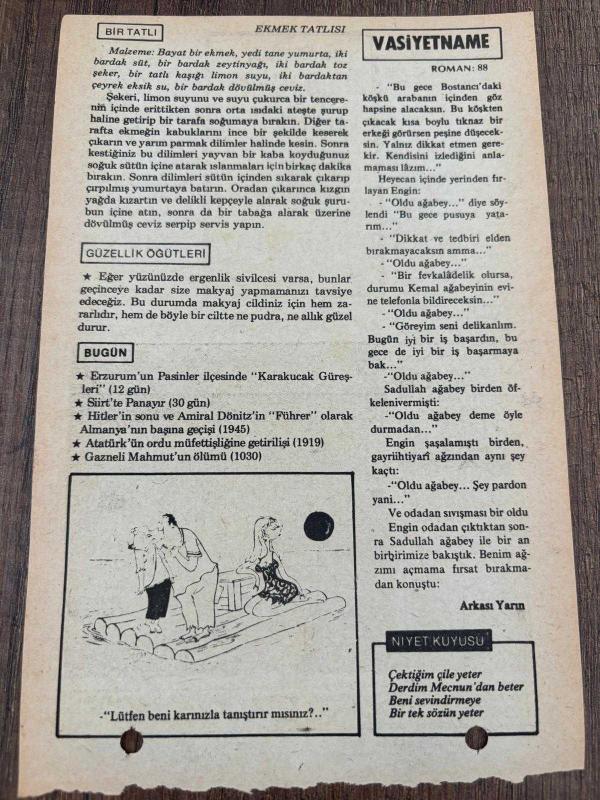 BİR TATLI
EKMEK TATLISI
Malzeme: Bayat bir ekmek, yedi tane yumurta, iki
bardak süt, bir bardak zeytinyağı, iki bardak toz
şeker, bir tatlı kaşığı limon suyu, iki bardaktan
çeyrek eksik su, bir bardak dövülmüş ceviz.
Şekeri, limon suyunu ve suyu çukurca bir tencere-
nin içinde erittikten sonra orta ısıdaki ateşte şurup
haline getirip bir tarafa soğumaya bırakın. Diğer ta-
rafta ekmeğin kabuklarını ince bir şekilde keserek
çıkarın ve yarım parmak dilimler halinde kesin. Sonra
kestiğiniz bu dilimleri yayvan bir kaba koyduğunuz
soğuk sütün içine atarak ıslanmaları için birkaç dakika
bırakın. Sonra dilimleri sütün içinden sıkarak çıkarıp
çırpılmış yumurtaya batırın. Oradan çıkarınca kızgın
yağda kızartın ve delikli kepçeyle alarak soğuk şuru-
bun içine atın, sonra da bir tabağa alarak üzerine
dövülmüş ceviz serpip servis yapın.
GÜZELLİK ÖĞÜTLERİ
★ Eğer yüzünüzde ergenlik sivilcesi varsa, bunlar
geçinceye kadar size makyaj yapmamanızı tavsiye
edeceğiz. Bu durumda makyaj cildiniz için hem za-
rarlıdır, hem de böyle bir ciltte ne pudra, ne allık güzel
durur.
BUGÜN
★ Erzurum'un Pasinler ilçesinde "Karakucak Güreş-
leri" (12 gün)
★ Siirt'te Panayır (30 gün)
★ Hitler'in sonu ve Amiral Dönitz'in "Führer" olarak
Almanya'nın başına geçişi (1945)
★ Atatürk'ün ordu müfettişliğine getirilişi (1919)
★ Gazneli Mahmut'un ölümü (1030)
-"Lütfen beni karınızla tanıştırır mısınız?.."
VASİYETNAME
ROMAN: 88
- "Bu gece Bostancı'daki
köşkü arabanın içinden göz
hapsine alacaksın. Bu köşkten
çıkacak kısa boylu tıknaz bir
erkeği görürsen peşine düşecek-
sin. Yalnız dikkat etmen gere-
kir. Kendisini izlediğini anla-
maması lâzım..."
Heyecan içinde yerinden fır-
layan Engin:
- "Oldu ağabey..." diye söy-
lendi "Bu gece pusuya yata-
rım..."
- "Dikkat ve tedbiri elden
bırakmayacaksın amma..."
- "Oldu ağabey..."
- "Bir fevkalâdelik olursa,
durumu Kemal ağabeyinin evi-
ne telefonla bildireceksin..."
- "Oldu ağabey..."
- "Göreyim seni delikanlım.
Bugün iyi bir iş başardın, bu
gece de iyi bir iş başarmaya
bak..."
-"Oldu ağabey..."
Sadullah ağabey birden öf-
kelenivermişti:
-"Oldu ağabey deme öyle
durmadan..."
Engin şaşalamıştı birden,
gayriihtiyarî ağzından aynı şey
kaçtı:
-"Oldu ağabey... Şey pardon
yani..."
Ve odadan sıvışması bir oldu
Engin odadan çıktıktan son-
ra Sadullah ağabey ile bir an
birbirimize bakıştık. Benim ağ-
zımı açmama fırsat bırakma-
dan konuştu:
Arkası Yarın
NİYET KUYUSU
Çektiğim çile yeter
Derdim Mecnun'dan beter
Beni sevindirmeye
Bir tek sözün yeter